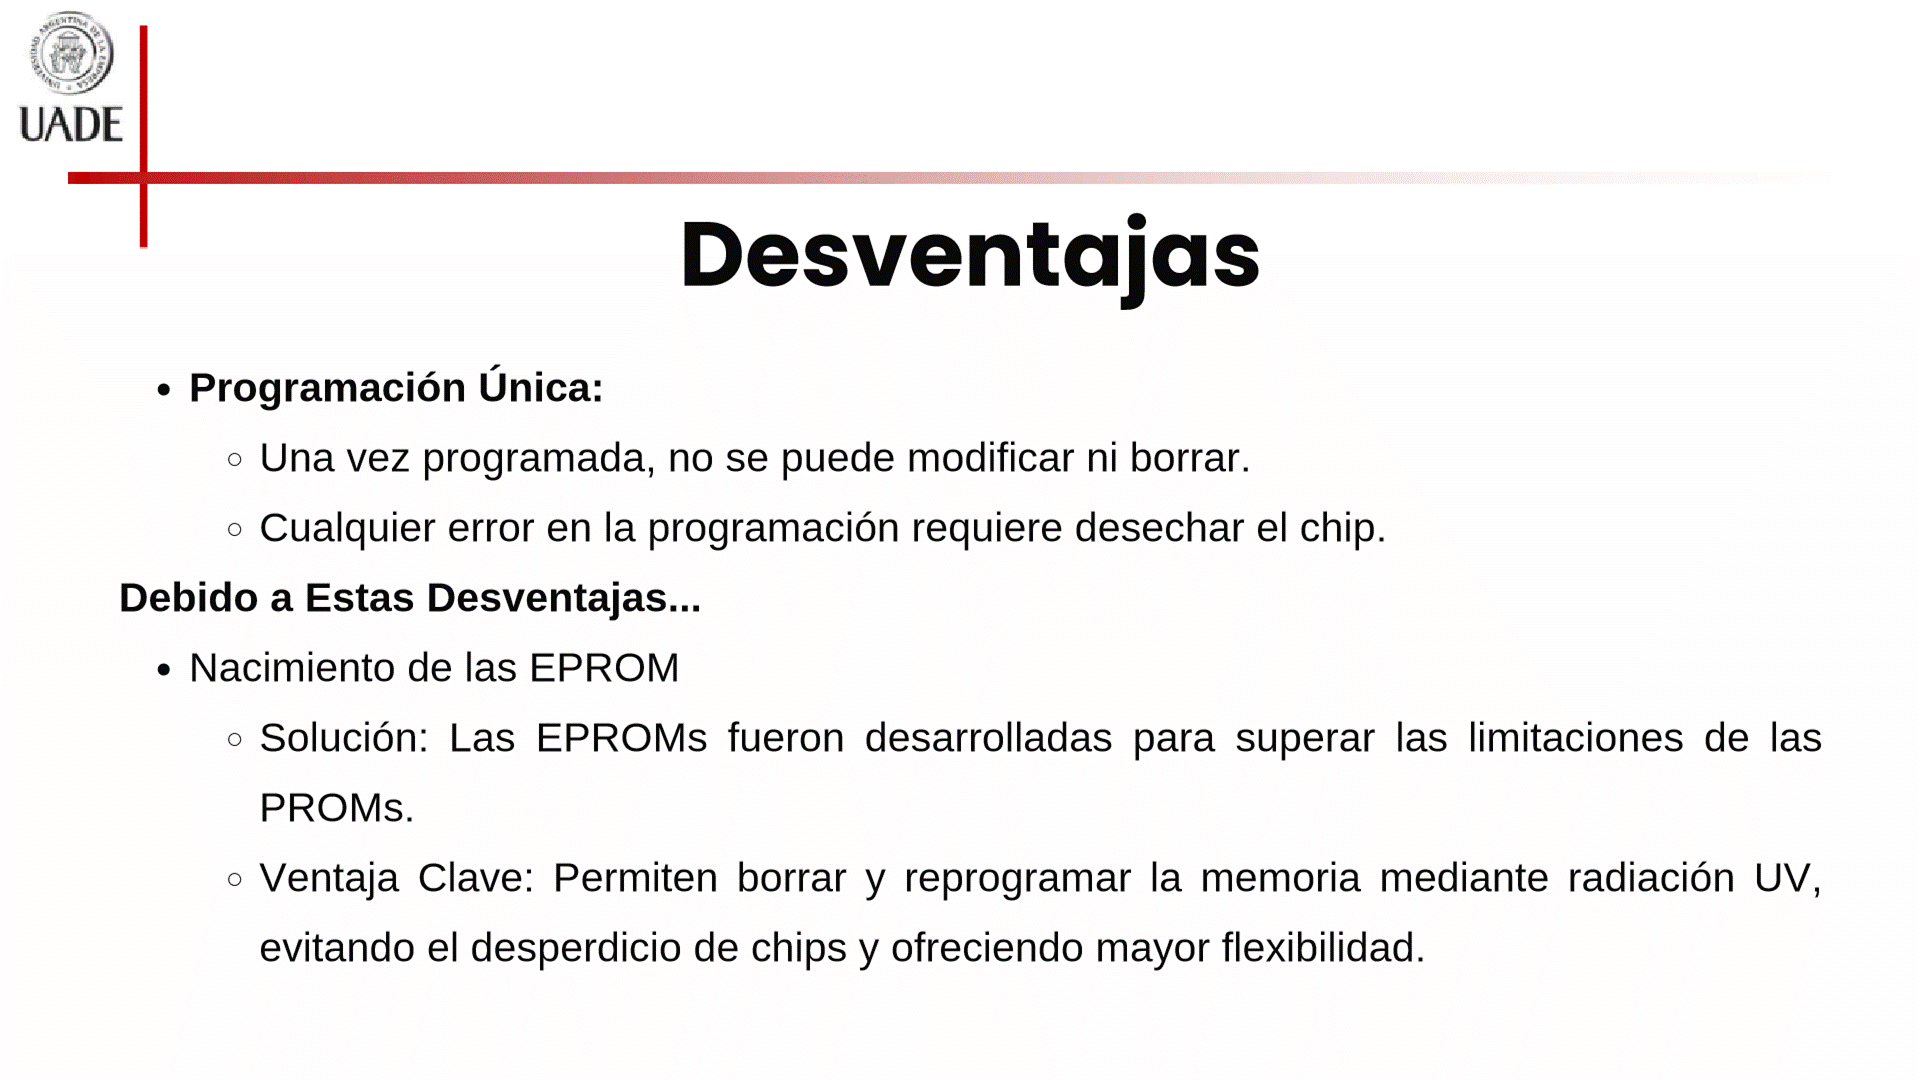 UNIVERSIDAD ARGENTINA DE LA EMPRESA
UADE
Desventajas
• Programación Única:
○ Una vez programada, no se puede modificar ni borrar.
○ Cualquier error en la programación requiere desechar el chip.
Debido a Estas Desventajas...
• Nacimiento de las EPROM
○ Solución: Las EPROMs fueron desarrolladas para superar las limitaciones de las
PROMs.
○ Ventaja Clave: Permiten borrar y reprogramar la memoria mediante radiación UV,
evitando el desperdicio de chips y ofreciendo mayor flexibilidad.